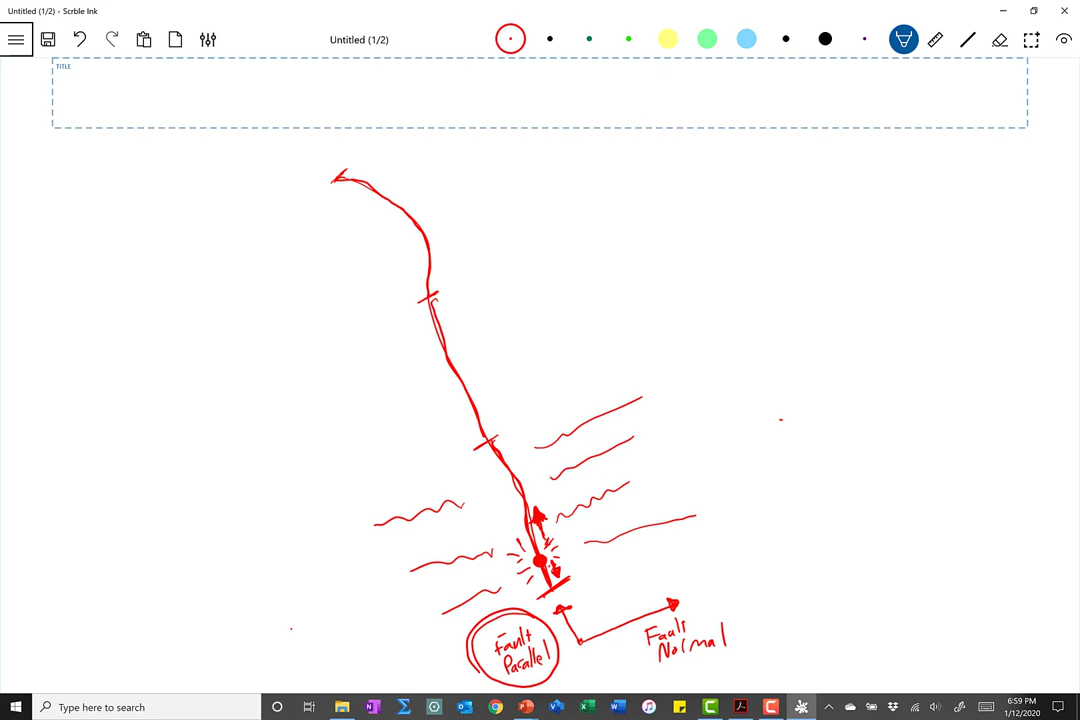 Untitled (1/2) - Scrble Ink
Untitled (1/2)
TITLE
Fault
Parallel
Fault
Normal
Type here to search
6:59 PM
1/12/2020